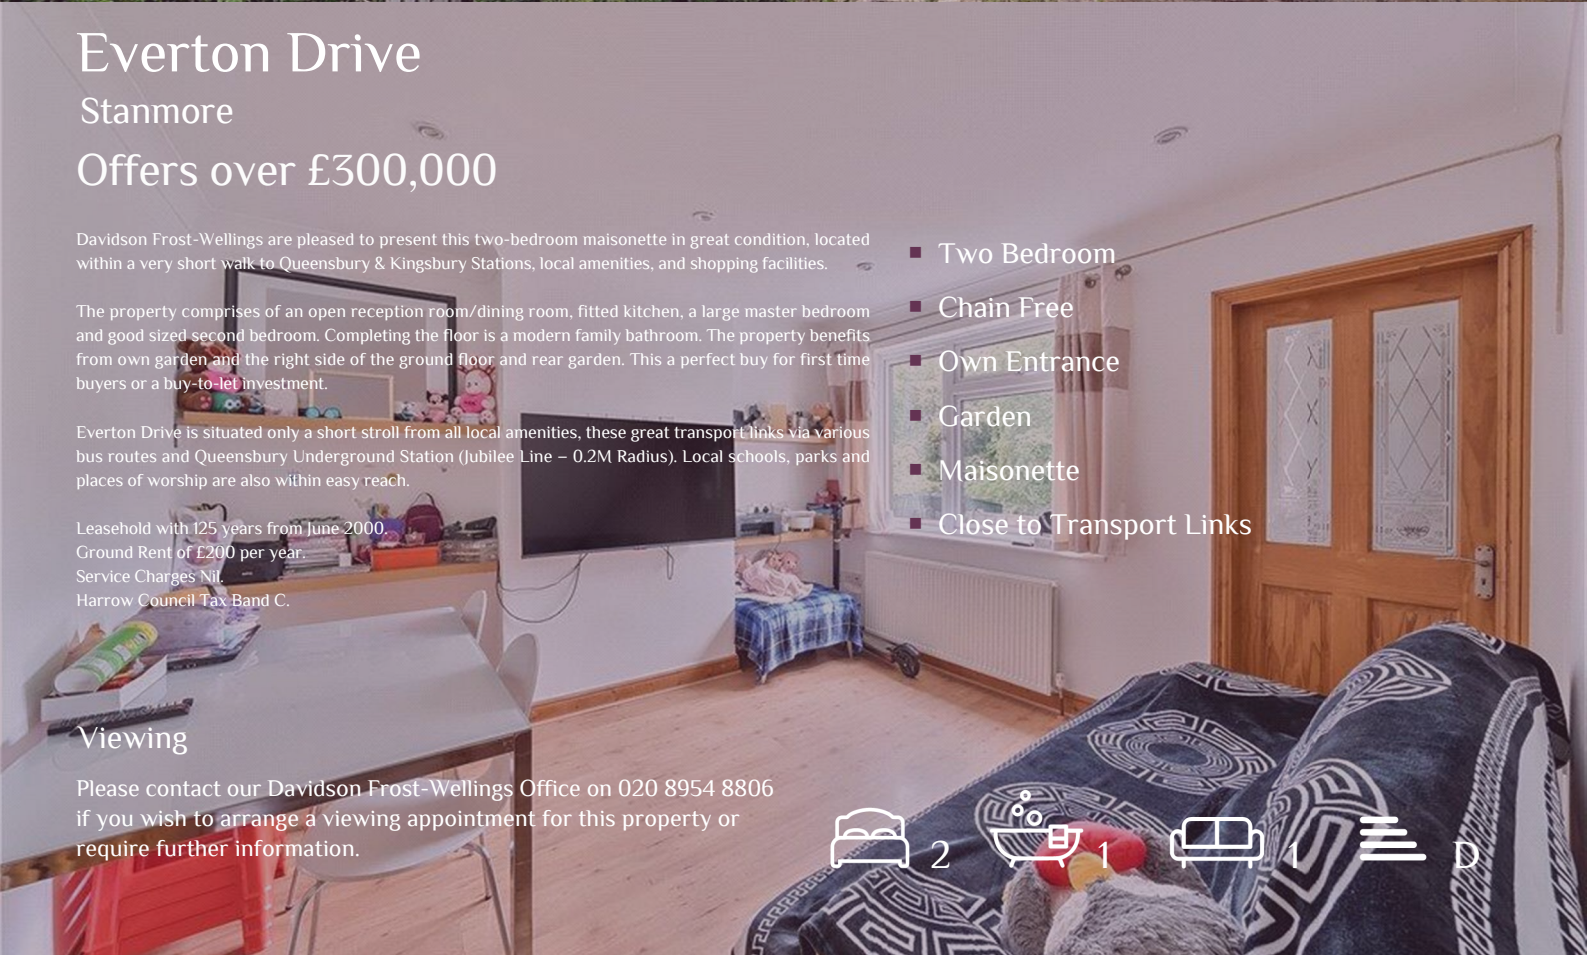 Everton Drive
Stanmore
Offers over £300,000
Davidson Frost-Wellings are pleased to present this two-bedroom maisonette in great condition, located
within a very short walk to Queensbury & Kingsbury Stations, local amenities, and shopping facilities.
The property comprises of an open reception room/dining room, fitted kitchen, a large master bedroom
and good sized second bedroom. Completing the floor is a modern family bathroom. The property benefits
from own garden and the right side of the ground floor and rear garden. This a perfect buy for first time
buyers or a buy-to-let investment.
Everton Drive is situated only a short stroll from all local amenities, these great transport links via various
bus routes and Queensbury Underground Station (Jubilee Line – 0.2M Radius). Local schools, parks and
places of worship are also within easy reach.
Leasehold with 125 years from June 2000.
Ground Rent of £200 per year.
Service Charges Nil.
Harrow Council Tax Band C.
Two Bedroom
Chain Free
Own Entrance
Garden
Maisonette
Close to Transport Links
Viewing
Please contact our Davidson Frost-Wellings Office on 020 8954 8806
if you wish to arrange a viewing appointment for this property or
require further information.
2 1 1 D